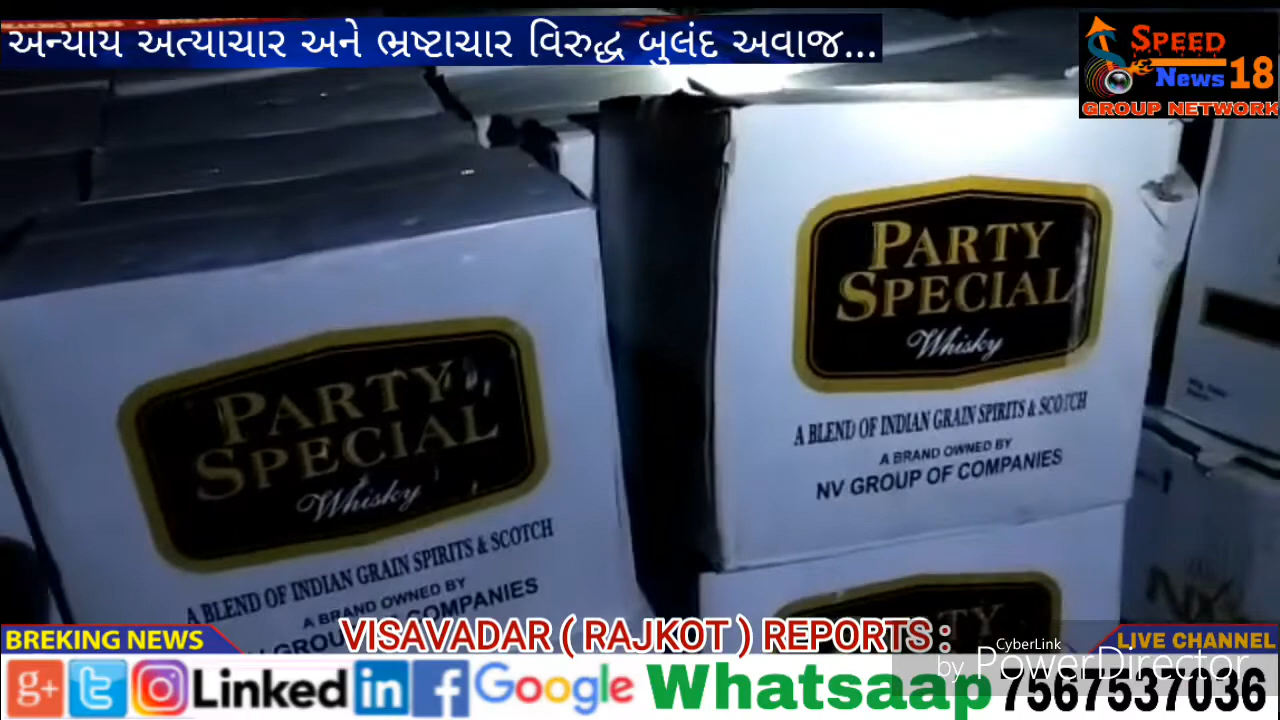 અન્યાય અત્યાચાર અને ભ્રષ્ટાચાર વિરુદ્ધ બુલંદ અવાજ...
SPEED
News 18
GROUP NETWORK
PARTY
SPECIAL
Whisky
A BLEND OF INDIAN GRAIN SPIRITS & SCOTCH
A BRAND OWNED BY
NV GROUP OF COMPANIES
PARTY
SPECIAL
Whisky
A BLEND OF INDIAN GRAIN SPIRITS & SCOTCH
A BRAND OWNED BY
COMPANIES
VISAVADAR ( RAJKOT ) REPORTS :
BREKING NEWS
LIVE CHANNEL
CyberLink
by PowerDirector
g+ Linked in f Google Whatsaap 7567537036